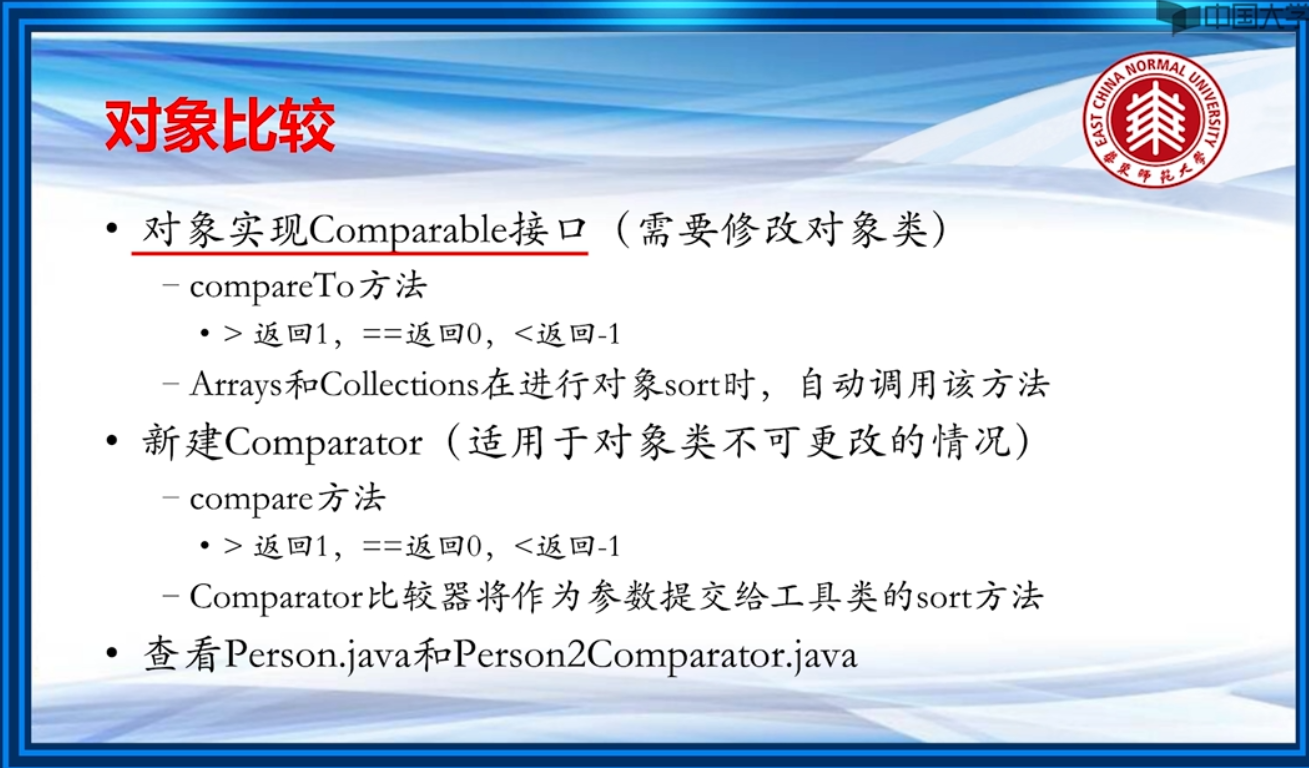 中国大学
对象比较
EAST CHINA NORMAL UNIVERSITY
華東師範大學
• 对象实现Comparable接口（需要修改对象类）
– compareTo方法
• > 返回1，==返回0，<返回-1
– Arrays和Collections在进行对象sort时，自动调用该方法
• 新建Comparator（适用于对象类不可更改的情况）
– compare方法
• > 返回1，==返回0，<返回-1
– Comparator比较器将作为参数提交给工具类的sort方法
• 查看Person.java和Person2Comparator.java